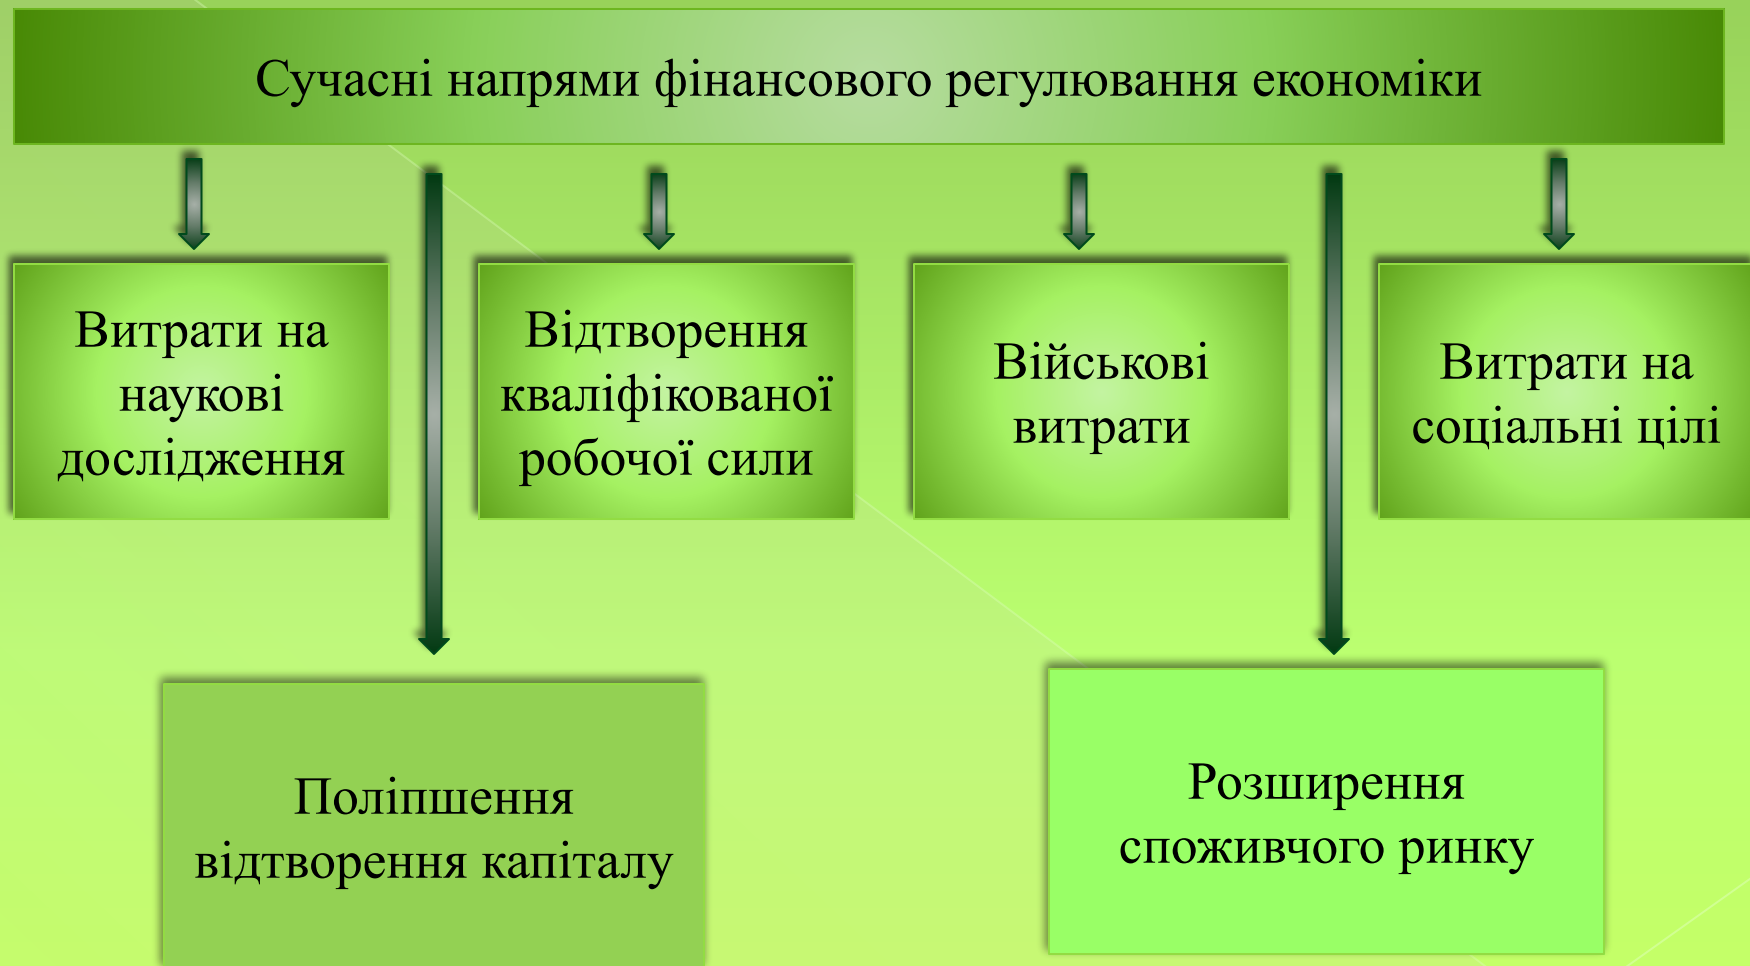 Сучасні напрями фінансового регулювання економіки
Витрати на
наукові
дослідження
Відтворення
кваліфікованої
робочої сили
Військові
витрати
Витрати на
соціальні цілі
Поліпшення
відтворення капіталу
Розширення
споживчого ринку